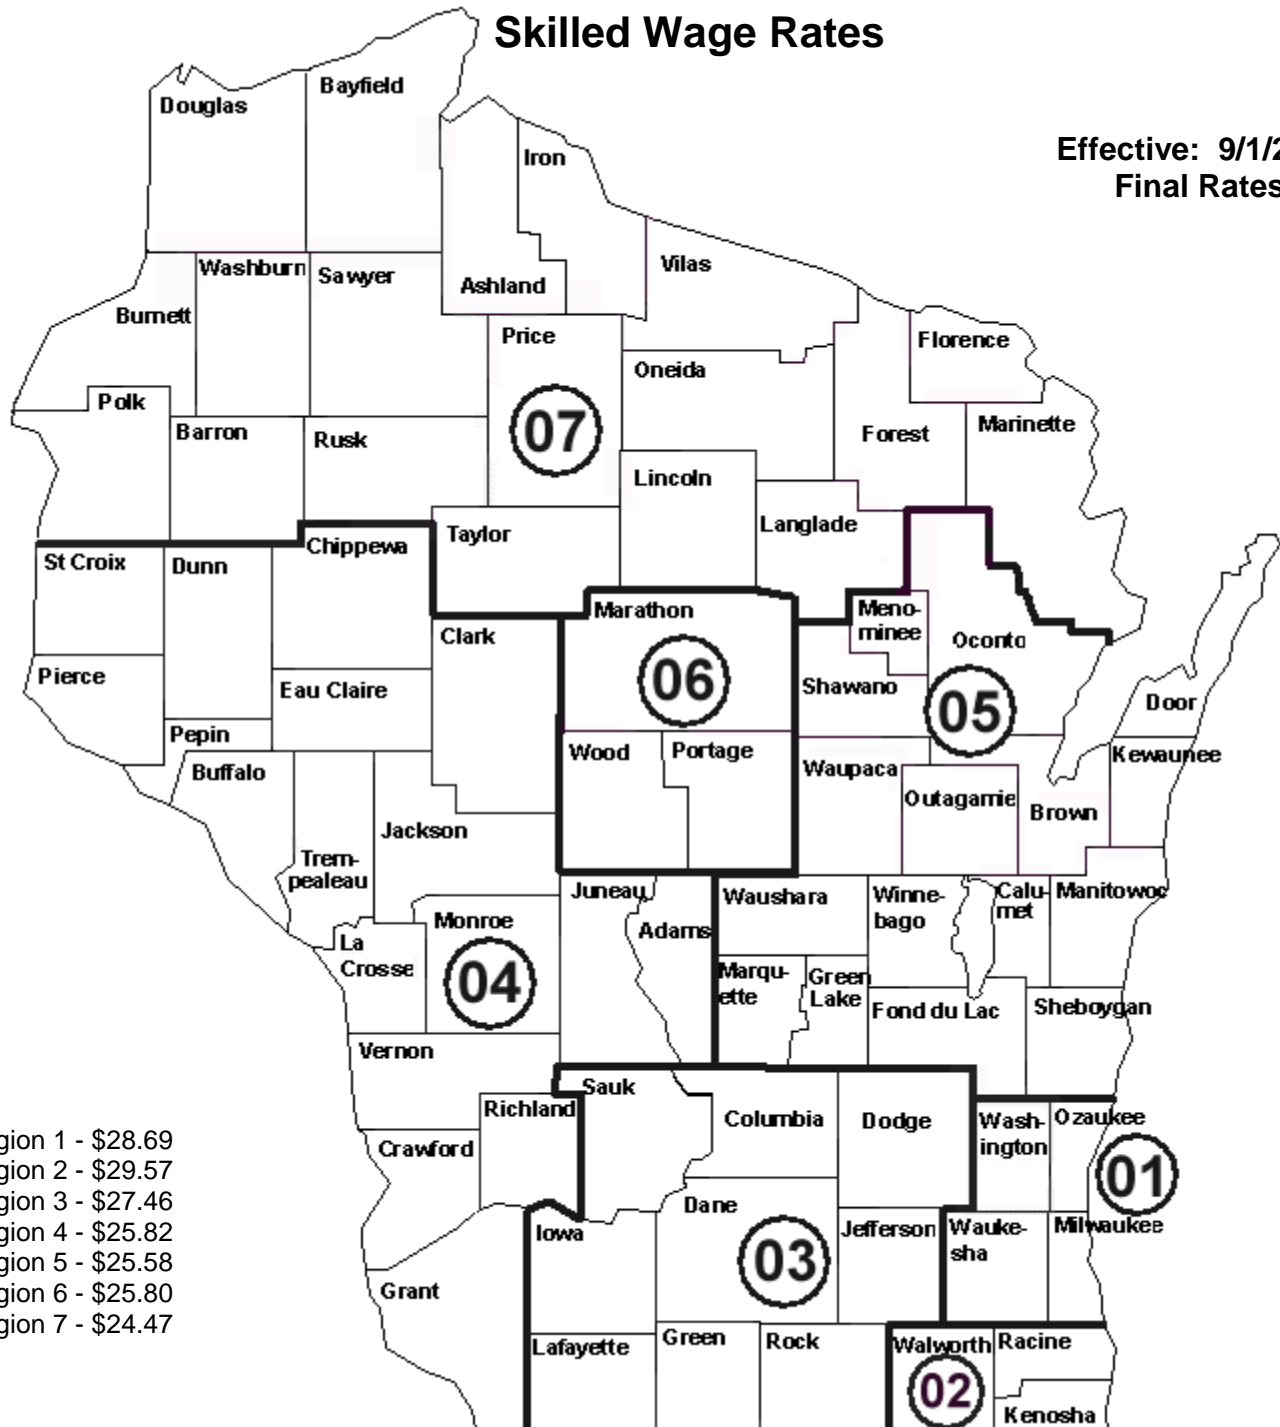 Skilled Wage Rates
Effective: 9/1/2
Final Rates
Douglas
Bayfield
Iron
Vilas
Washburn
Sawyer
Ashland
Burnett
Price
Florence
Oneida
Polk
07
Barron
Rusk
Forest
Marinette
Lincoln
Langlade
Taylor
Chippewa
St Croix
Dunn
Marathon
Meno-
minee
Clark
Oconto
06
Pierce
Eau Claire
Shawano
05
Door
Pepin
Buffalo
Wood
Portage
Waupaca
Kewaunee
Outagamie
Brown
Jackson
Trem-
pealeau
Juneau
Waushara
Winne-
bago
Calu-
met
Manitowoc
Monroe
Adams
La
Crosse
04
Marqu-
ette
Green
Lake
Fond du Lac
Sheboygan
Vernon
Sauk
Richland
Columbia
Dodge
Wash-
ington
Ozaukee
Crawford
01
Dane
Iowa
Jefferson
Wauke-
sha
Milwaukee
03
Grant
Lafayette
Green
Rock
Walworth
Racine
02
Kenosha
gion 1 - $28.69
gion 2 - $29.57
gion 3 - $27.46
gion 4 - $25.82
gion 5 - $25.58
gion 6 - $25.80
gion 7 - $24.47